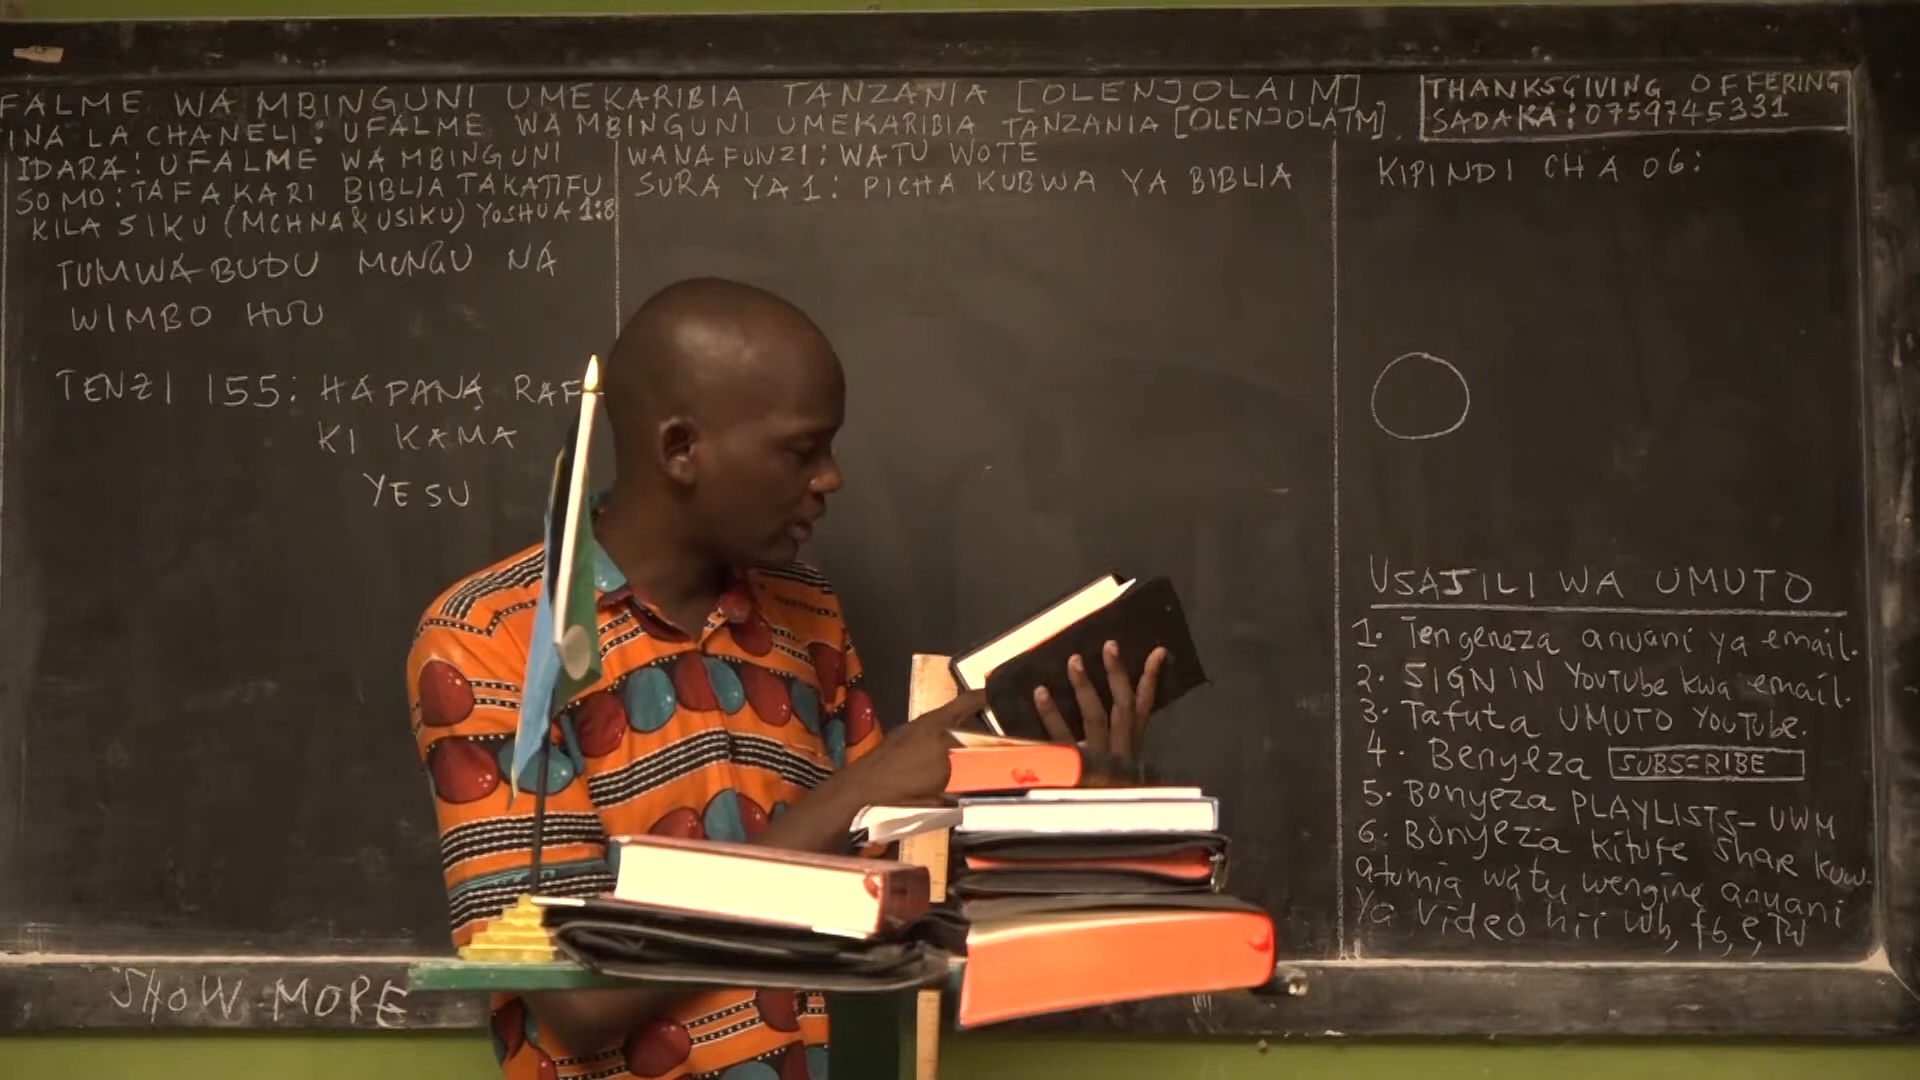 FALME WA MBINGUNI UMEKARIBIA TANZANIA [OLENJOLAIM]
INA LA CHANELI: UFALME WA MBINGUNI UMEKARIBIA TANZANIA [OLENJOLAIM]
THANKSGIVING OFFERING
SADAKA: 0759745331
IDARA: UFALME WA MBINGUNI
SOMO: TAFAKARI BIBLIA TAKATIFU
KILA SIKU (MCHNA & USIKU) YOSHUA 1:8
TUMWABUDU MUNGU NA
WIMBO HUU
TENZI 155: HAPANA RAF
KI KAMA
YESU
WANAFUNZI: WATU WOTE
SURA YA 1: PICHA KUBWA YA BIBLIA
KIPINDI CHA 06:
USAJILI WA UMUTO
1. Tengeneza anuani ya email.
2. SIGN IN YouTube kwa email.
3. Tafuta UMUTO YouTube.
4. Benyeza SUBSCRIBE
5. Bonyeza PLAYLISTS- UWM
6. Bonyeza kitufe share kuw-
atumia watu wengine anuani
ya Video hii Wb, fb, e, TW
SHOW MORE